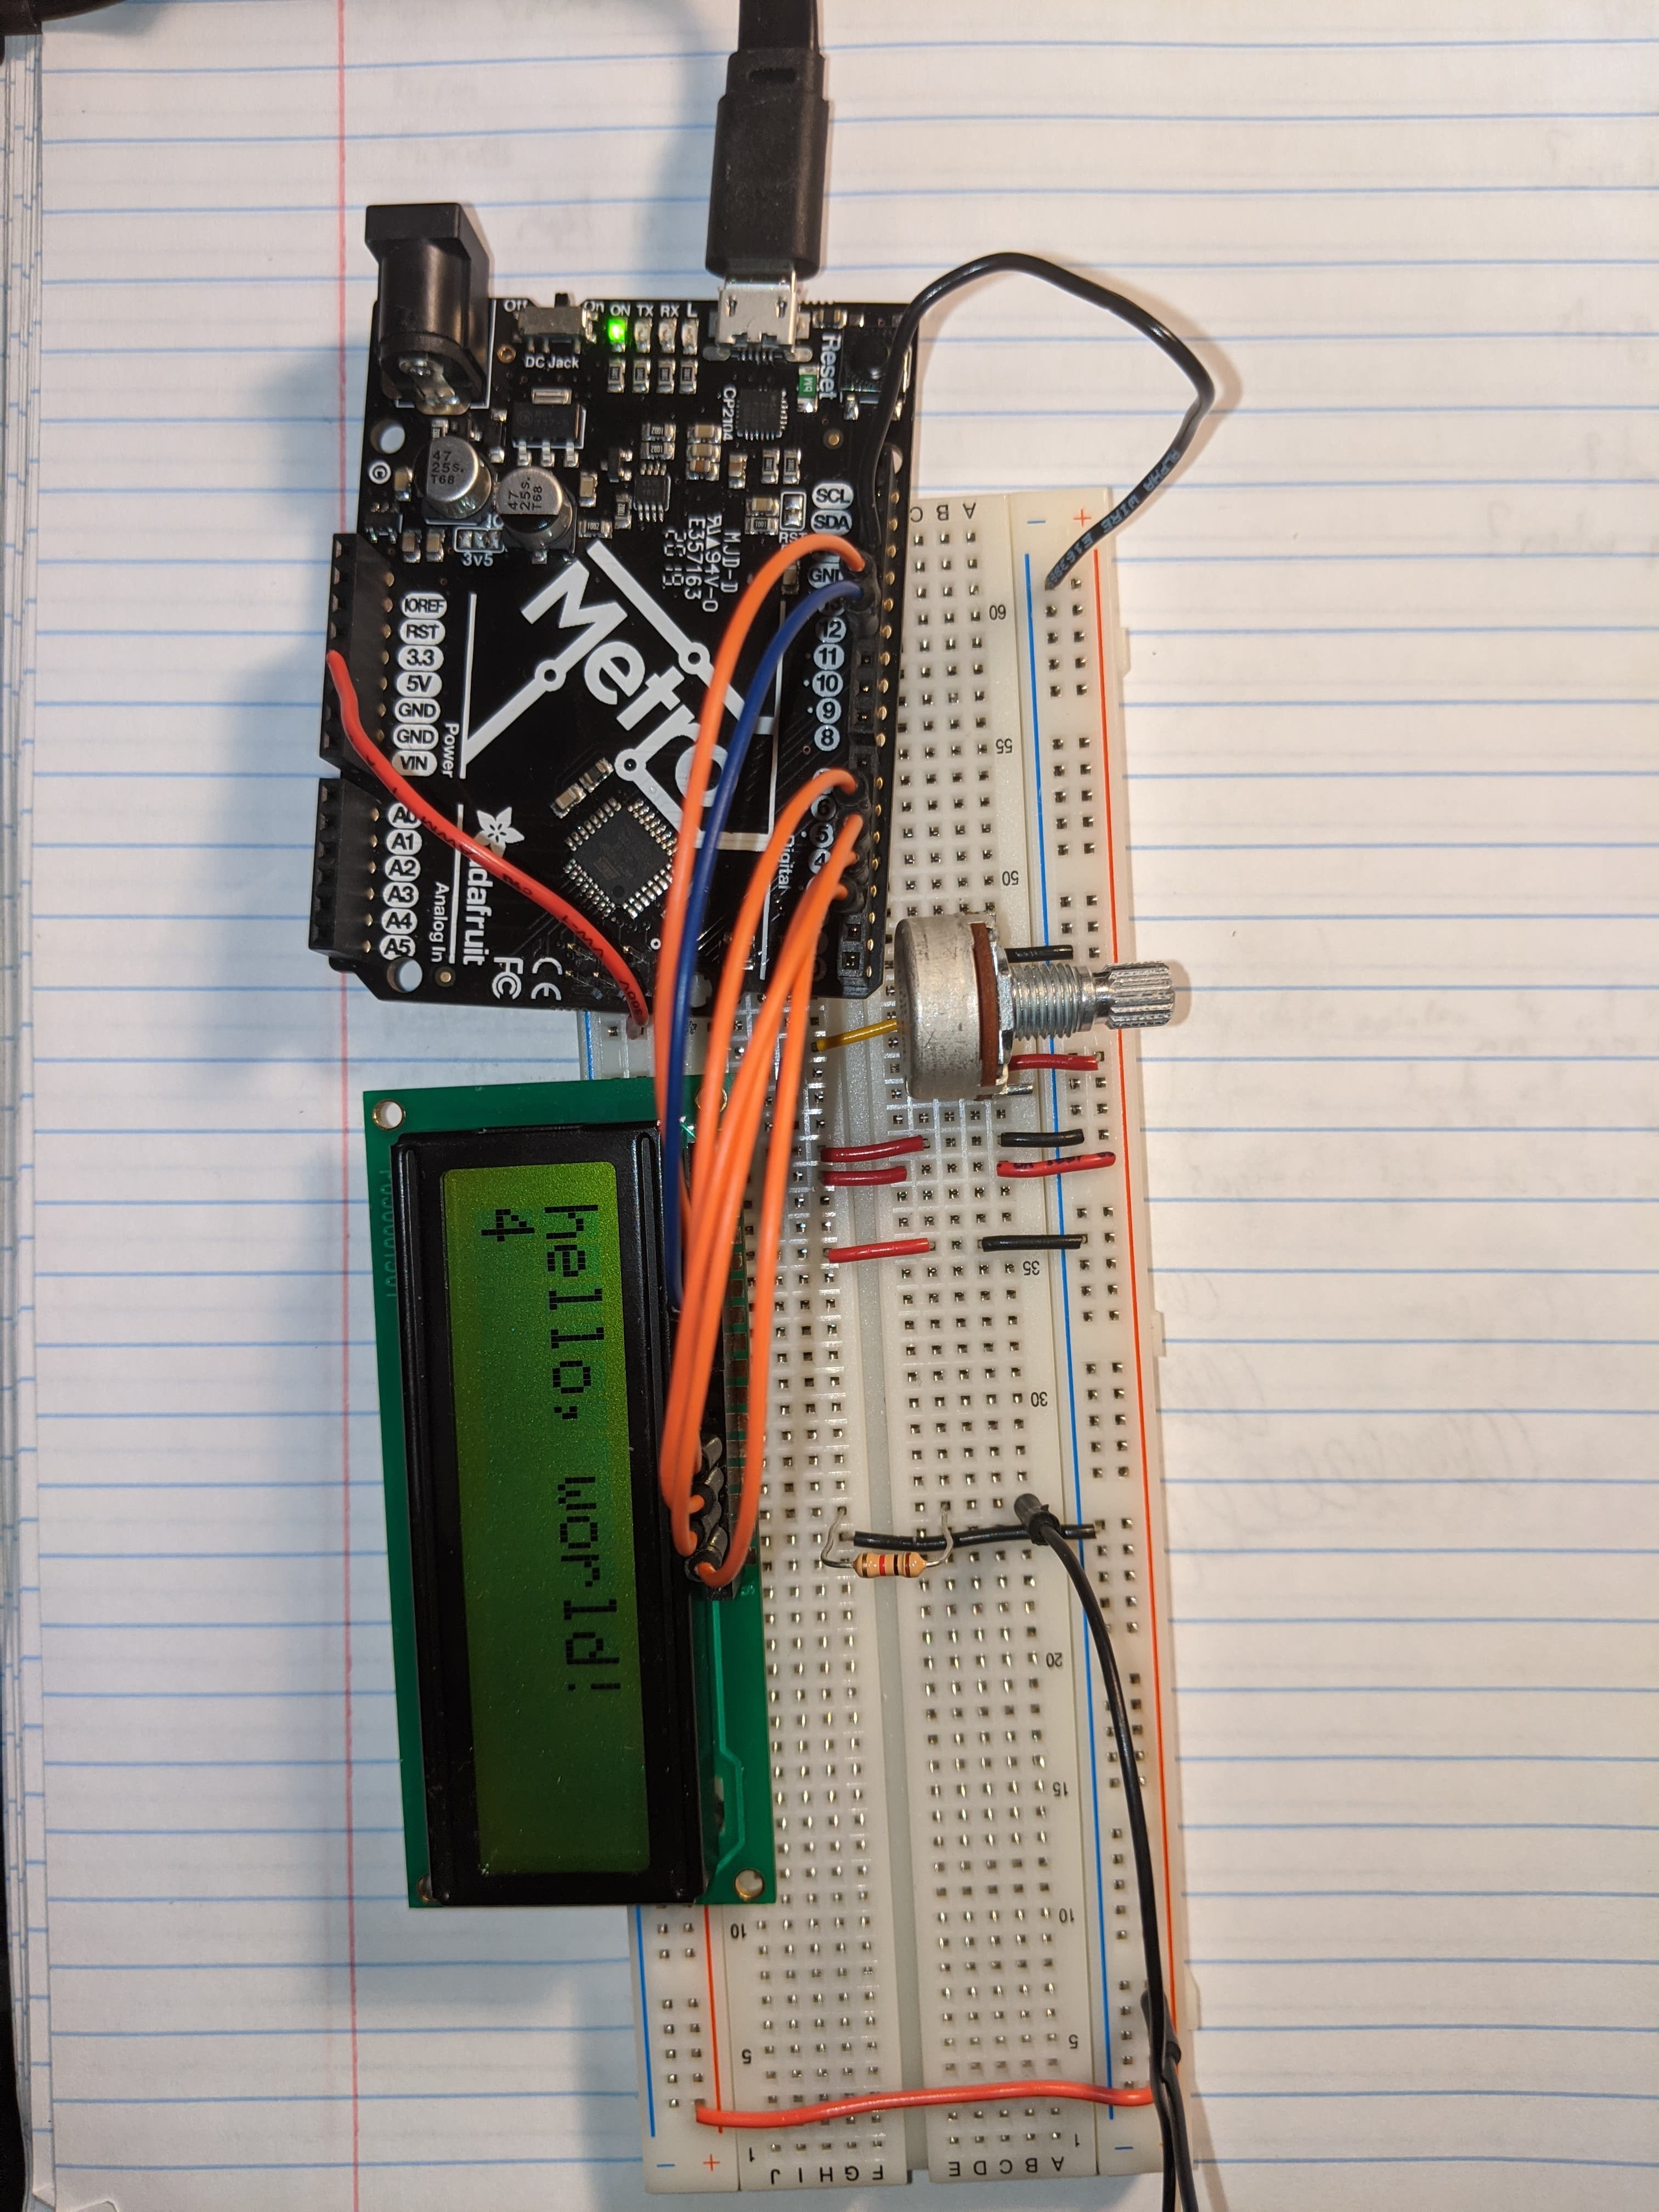 Off
On
ON TX RX L
DC Jack
Reset
CP2104
47
25S.
T68
47
25S.
T68
3v5
SCL
SDA
RST
GND
MJD-D
94V-0
E357163
IOREF
RST
3.3
5V
GND
GND
VIN
Power
Metro
12
11
10
9
8
6
5
4
Digital
A0
A1
A2
A3
A4
A5
Analog In
adafruit
FC
CE
hello, world!
4
ALPHA WIRE
C B A
- +
60
55
50
35
30
20
15
10
10
5
5
1
1
- +
J I H G F
E D C B A
-